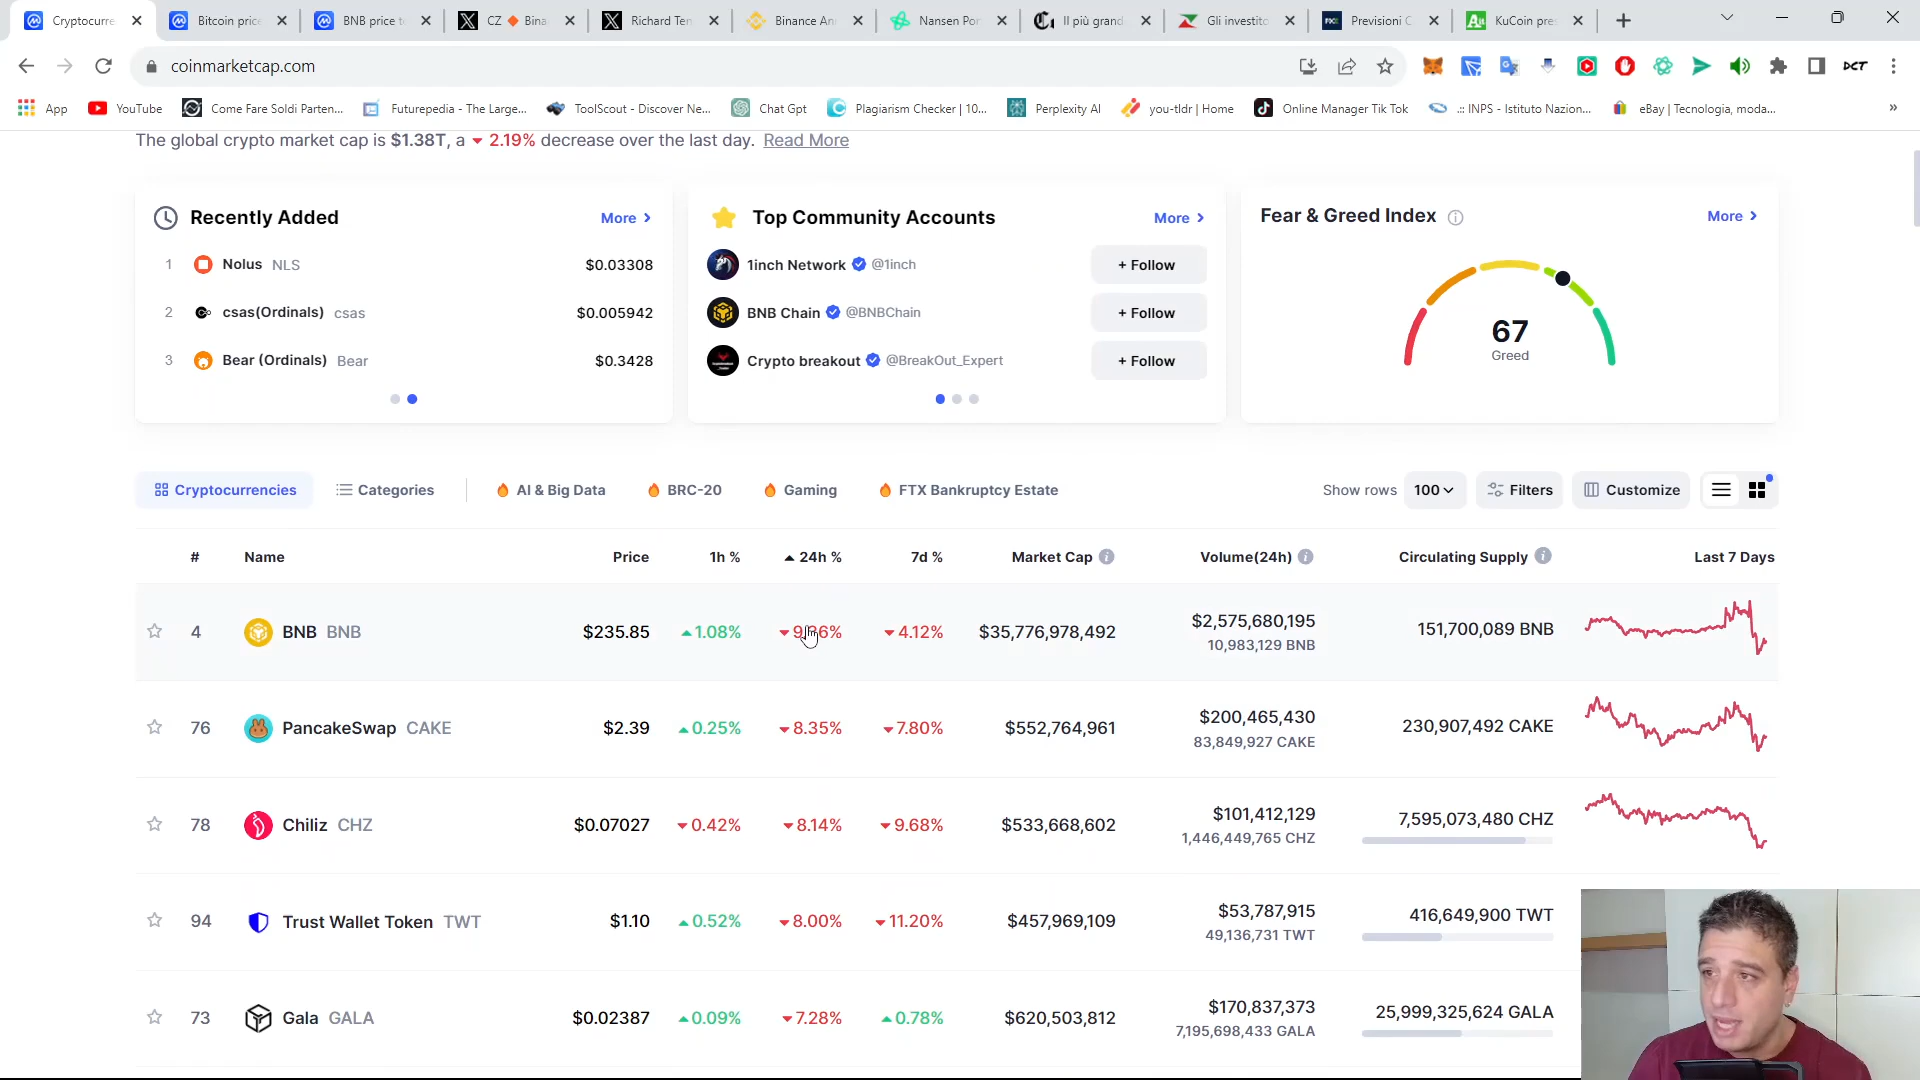 Cryptocurre
Bitcoin price
BNB price to
CZ 🔶 Bina
Richard Ten
Binance An
Nansen Por
Il più grand
Gli investito
Previsioni C
KuCoin pre
coinmarketcap.com
App
YouTube
Come Fare Soldi Parten...
Futurepedia - The Large...
ToolScout - Discover Ne...
Chat Gpt
Plagiarism Checker | 10...
Perplexity AI
you-tldr | Home
Online Manager Tik Tok
.:: INPS - Istituto Nazion...
eBay | Tecnologia, moda...
»
The global crypto market cap is $1.38T, a ▼ 2.19% decrease over the last day. Read More
Recently Added More >
1 Nolus NLS $0.03308
2 csas(Ordinals) csas $0.005942
3 Bear (Ordinals) Bear $0.3428
Top Community Accounts More >
1inch Network @1inch + Follow
BNB Chain @BNBChain + Follow
Crypto breakout @BreakOut_Expert + Follow
Fear & Greed Index More >
67
Greed
Cryptocurrencies Categories AI & Big Data BRC-20 Gaming FTX Bankruptcy Estate Show rows 100 Filters Customize
# Name Price 1h % ▲ 24h % 7d % Market Cap Volume(24h) Circulating Supply Last 7 Days
4 BNB BNB $235.85 ▲1.08% ▼4.12% $35,776,978,492 $2,575,680,195 151,700,089 BNB
10,983,129 BNB
76 PancakeSwap CAKE $2.39 ▲0.25% ▼8.35% ▼7.80% $552,764,961 $200,465,430 230,907,492 CAKE
83,849,927 CAKE
78 Chiliz CHZ $0.07027 ▼0.42% ▼8.14% ▼9.68% $533,668,602 $101,412,129 7,595,073,480 CHZ
1,446,449,765 CHZ
94 Trust Wallet Token TWT $1.10 ▲0.52% ▼8.00% ▼11.20% $457,969,109 $53,787,915 416,649,900 TWT
49,136,731 TWT
73 Gala GALA $0.02387 ▲0.09% ▼7.28% ▲0.78% $620,503,812 $170,837,373 25,999,325,624 GALA
7,195,698,433 GALA